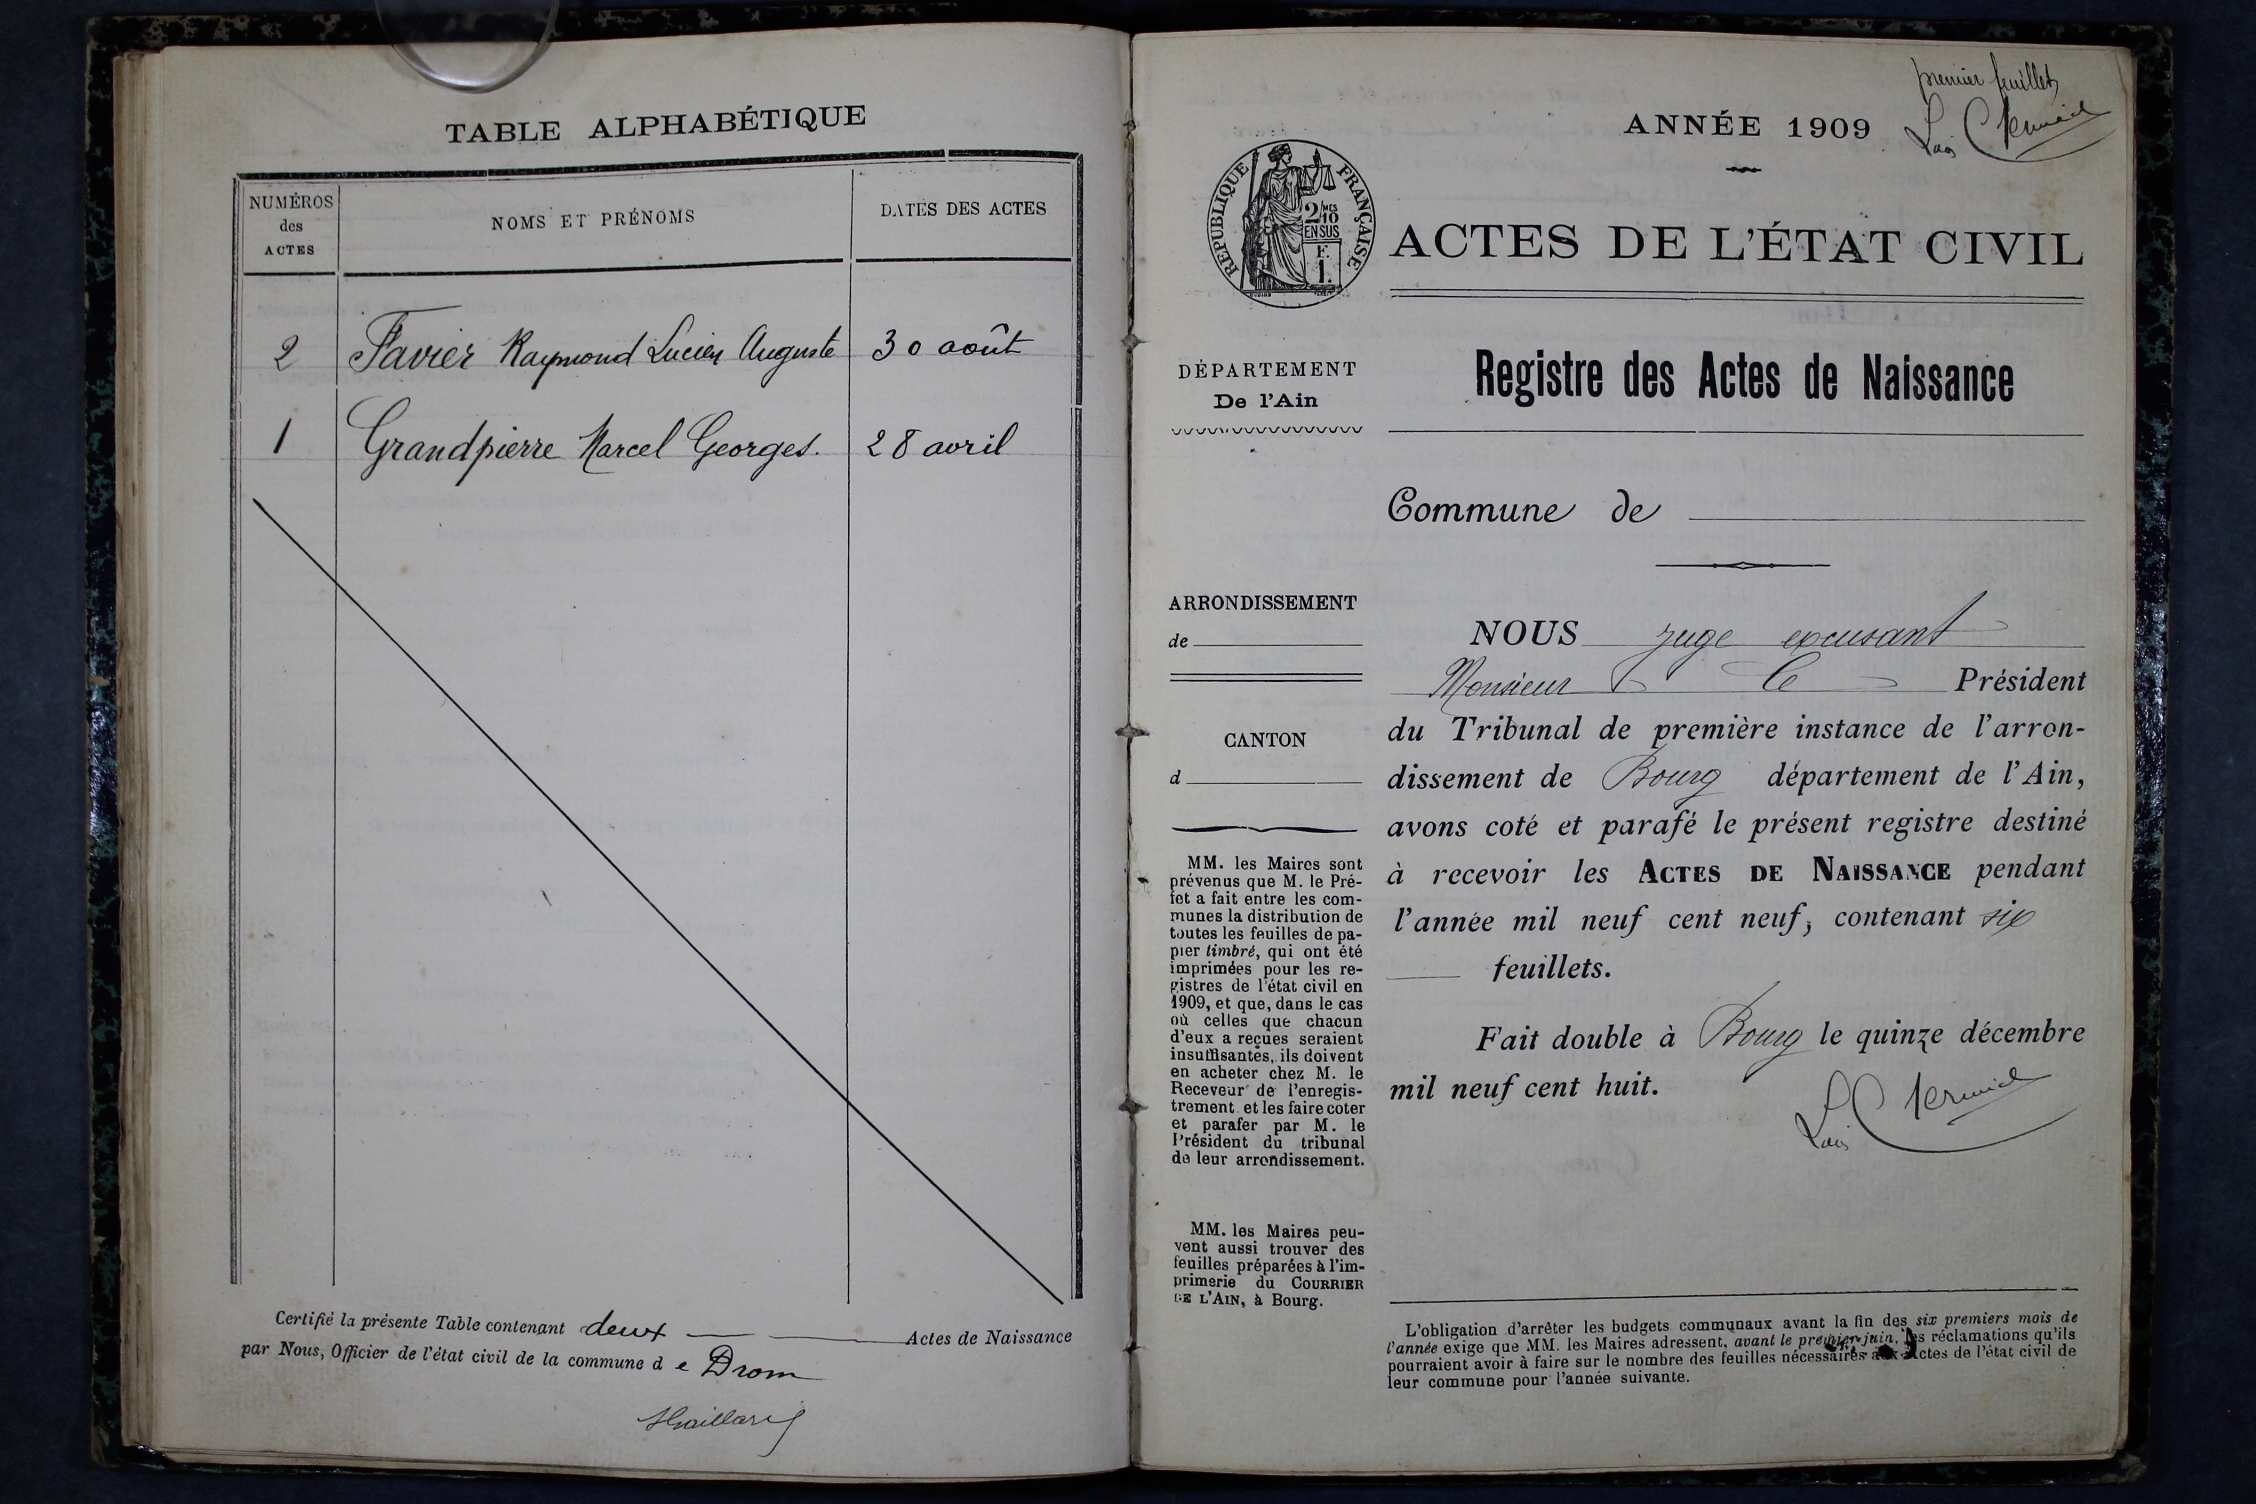 TABLE ALPHABÉTIQUE
NUMÉROS
des
ACTES
NOMS ET PRÉNOMS
DATES DES ACTES
2 Favier Raymond Lucien Auguste 30 août
1 Grandpierre Marcel Georges. 28 avril
Certifié la présente Table contenant deux Actes de Naissance
par Nous, Officier de l'état civil de la commune d e Drom
premier feuillet
ANNÉE 1909
RÉPUBLIQUE FRANÇAISE
2/10 MES
EN SUS
F.
1.
ACTES DE L'ÉTAT CIVIL
DÉPARTEMENT
De l'Ain
Registre des Actes de Naissance
Commune de
ARRONDISSEMENT
de
CANTON
d
MM. les Maires sont
prévenus que M. le Pré-
fet a fait entre les com-
munes la distribution de
toutes les feuilles de pa-
pier timbré, qui ont été
imprimées pour les re-
gistres de l'état civil en
1909, et que, dans le cas
où celles que chacun
d'eux a reçues seraient
insuffisantes, ils doivent
en acheter chez M. le
Receveur de l'enregis-
trement et les faire coter
et parafer par M. le
Président du tribunal
de leur arrondissement.
MM. les Maires peu-
vent aussi trouver des
feuilles préparées à l'im-
primerie du COURRIER
DE L'AIN, à Bourg.
NOUS juge excusant
Monsieur le Président
du Tribunal de première instance de l'arron-
dissement de Bourg département de l'Ain,
avons coté et parafé le présent registre destiné
à recevoir les ACTES DE NAISSANCE pendant
l'année mil neuf cent neuf, contenant six
feuillets.
Fait double à Bourg le quinze décembre
mil neuf cent huit.
L'obligation d'arrêter les budgets communaux avant la fin des six premiers mois de
l'année exige que MM. les Maires adressent, avant le premier juin, les réclamations qu'ils
pourraient avoir à faire sur le nombre des feuilles nécessaires aux Actes de l'état civil de
leur commune pour l'année suivante.